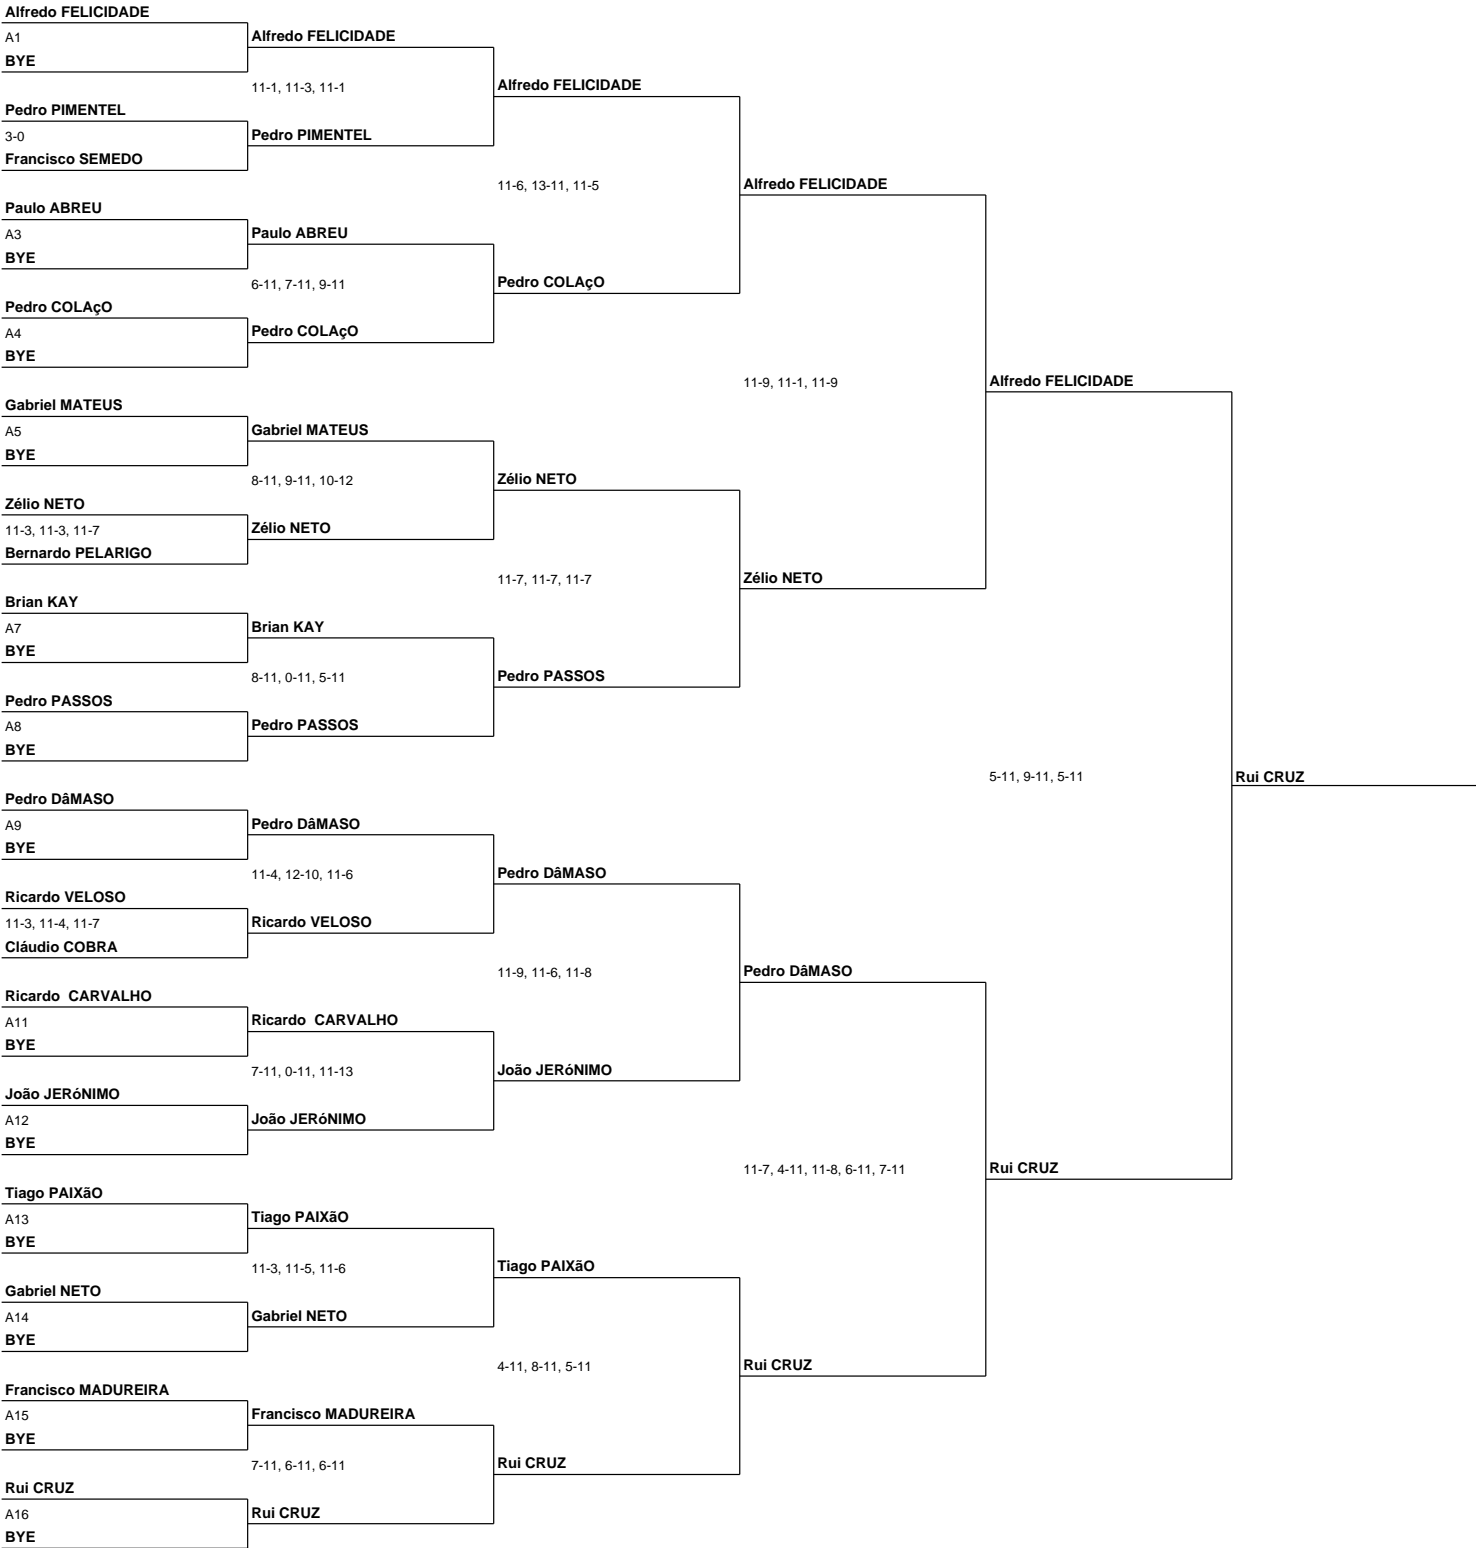 Alfredo FELICIDADE
A1
BYE
Alfredo FELICIDADE
11-1, 11-3, 11-1
Alfredo FELICIDADE
Pedro PIMENTEL
3-0
Francisco SEMEDO
Pedro PIMENTEL
11-6, 13-11, 11-5
Alfredo FELICIDADE
Paulo ABREU
A3
BYE
Paulo ABREU
6-11, 7-11, 9-11
Pedro COLAçO
Pedro COLAçO
A4
BYE
Pedro COLAçO
11-9, 11-1, 11-9
Alfredo FELICIDADE
Gabriel MATEUS
A5
BYE
Gabriel MATEUS
8-11, 9-11, 10-12
Zélio NETO
Zélio NETO
11-3, 11-3, 11-7
Bernardo PELARIGO
Zélio NETO
11-7, 11-7, 11-7
Zélio NETO
Brian KAY
A7
BYE
Brian KAY
8-11, 0-11, 5-11
Pedro PASSOS
Pedro PASSOS
A8
BYE
Pedro PASSOS
5-11, 9-11, 5-11
Rui CRUZ
Pedro DâMASO
A9
BYE
Pedro DâMASO
11-4, 12-10, 11-6
Pedro DâMASO
Ricardo VELOSO
11-3, 11-4, 11-7
Cláudio COBRA
Ricardo VELOSO
11-9, 11-6, 11-8
Pedro DâMASO
Ricardo  CARVALHO
A11
BYE
Ricardo  CARVALHO
7-11, 0-11, 11-13
João JERóNIMO
João JERóNIMO
A12
BYE
João JERóNIMO
11-7, 4-11, 11-8, 6-11, 7-11
Rui CRUZ
Tiago PAIXãO
A13
BYE
Tiago PAIXãO
11-3, 11-5, 11-6
Tiago PAIXãO
Gabriel NETO
A14
BYE
Gabriel NETO
4-11, 8-11, 5-11
Rui CRUZ
Francisco MADUREIRA
A15
BYE
Francisco MADUREIRA
7-11, 6-11, 6-11
Rui CRUZ
Rui CRUZ
A16
BYE
Rui CRUZ